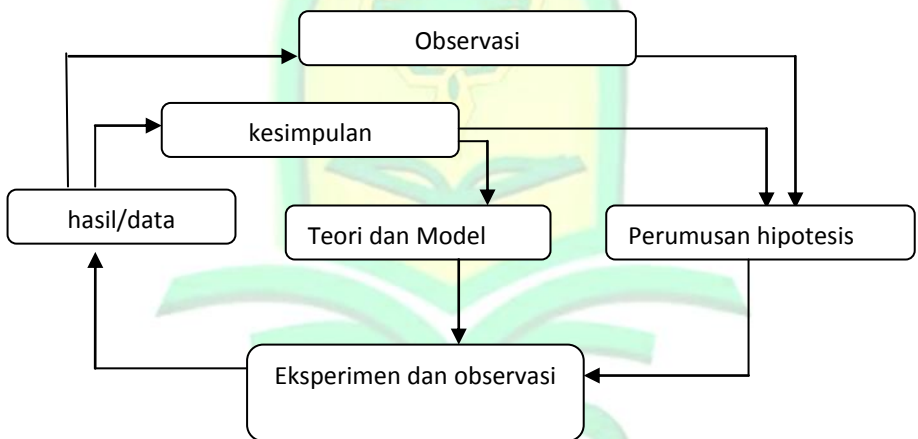 Observasi
kesimpulan
hasil/data
Teori dan Model
Perumusan hipotesis
Eksperimen dan observasi